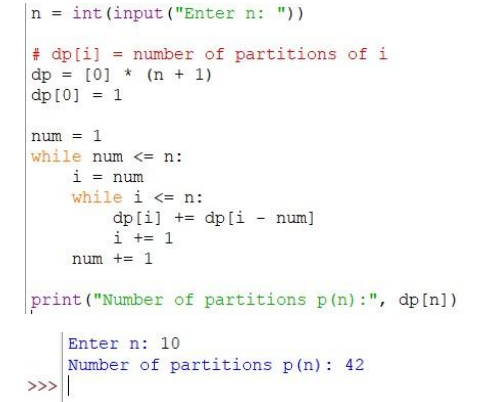 n = int(input("Enter n: "))

# dp[i] = number of partitions of i
dp = [0] * (n + 1)
dp[0] = 1

num = 1
while num <= n:
    i = num
    while i <= n:
        dp[i] += dp[i - num]
        i += 1
    num += 1

print("Number of partitions p(n):", dp[n])

Enter n: 10
Number of partitions p(n): 42
>>>